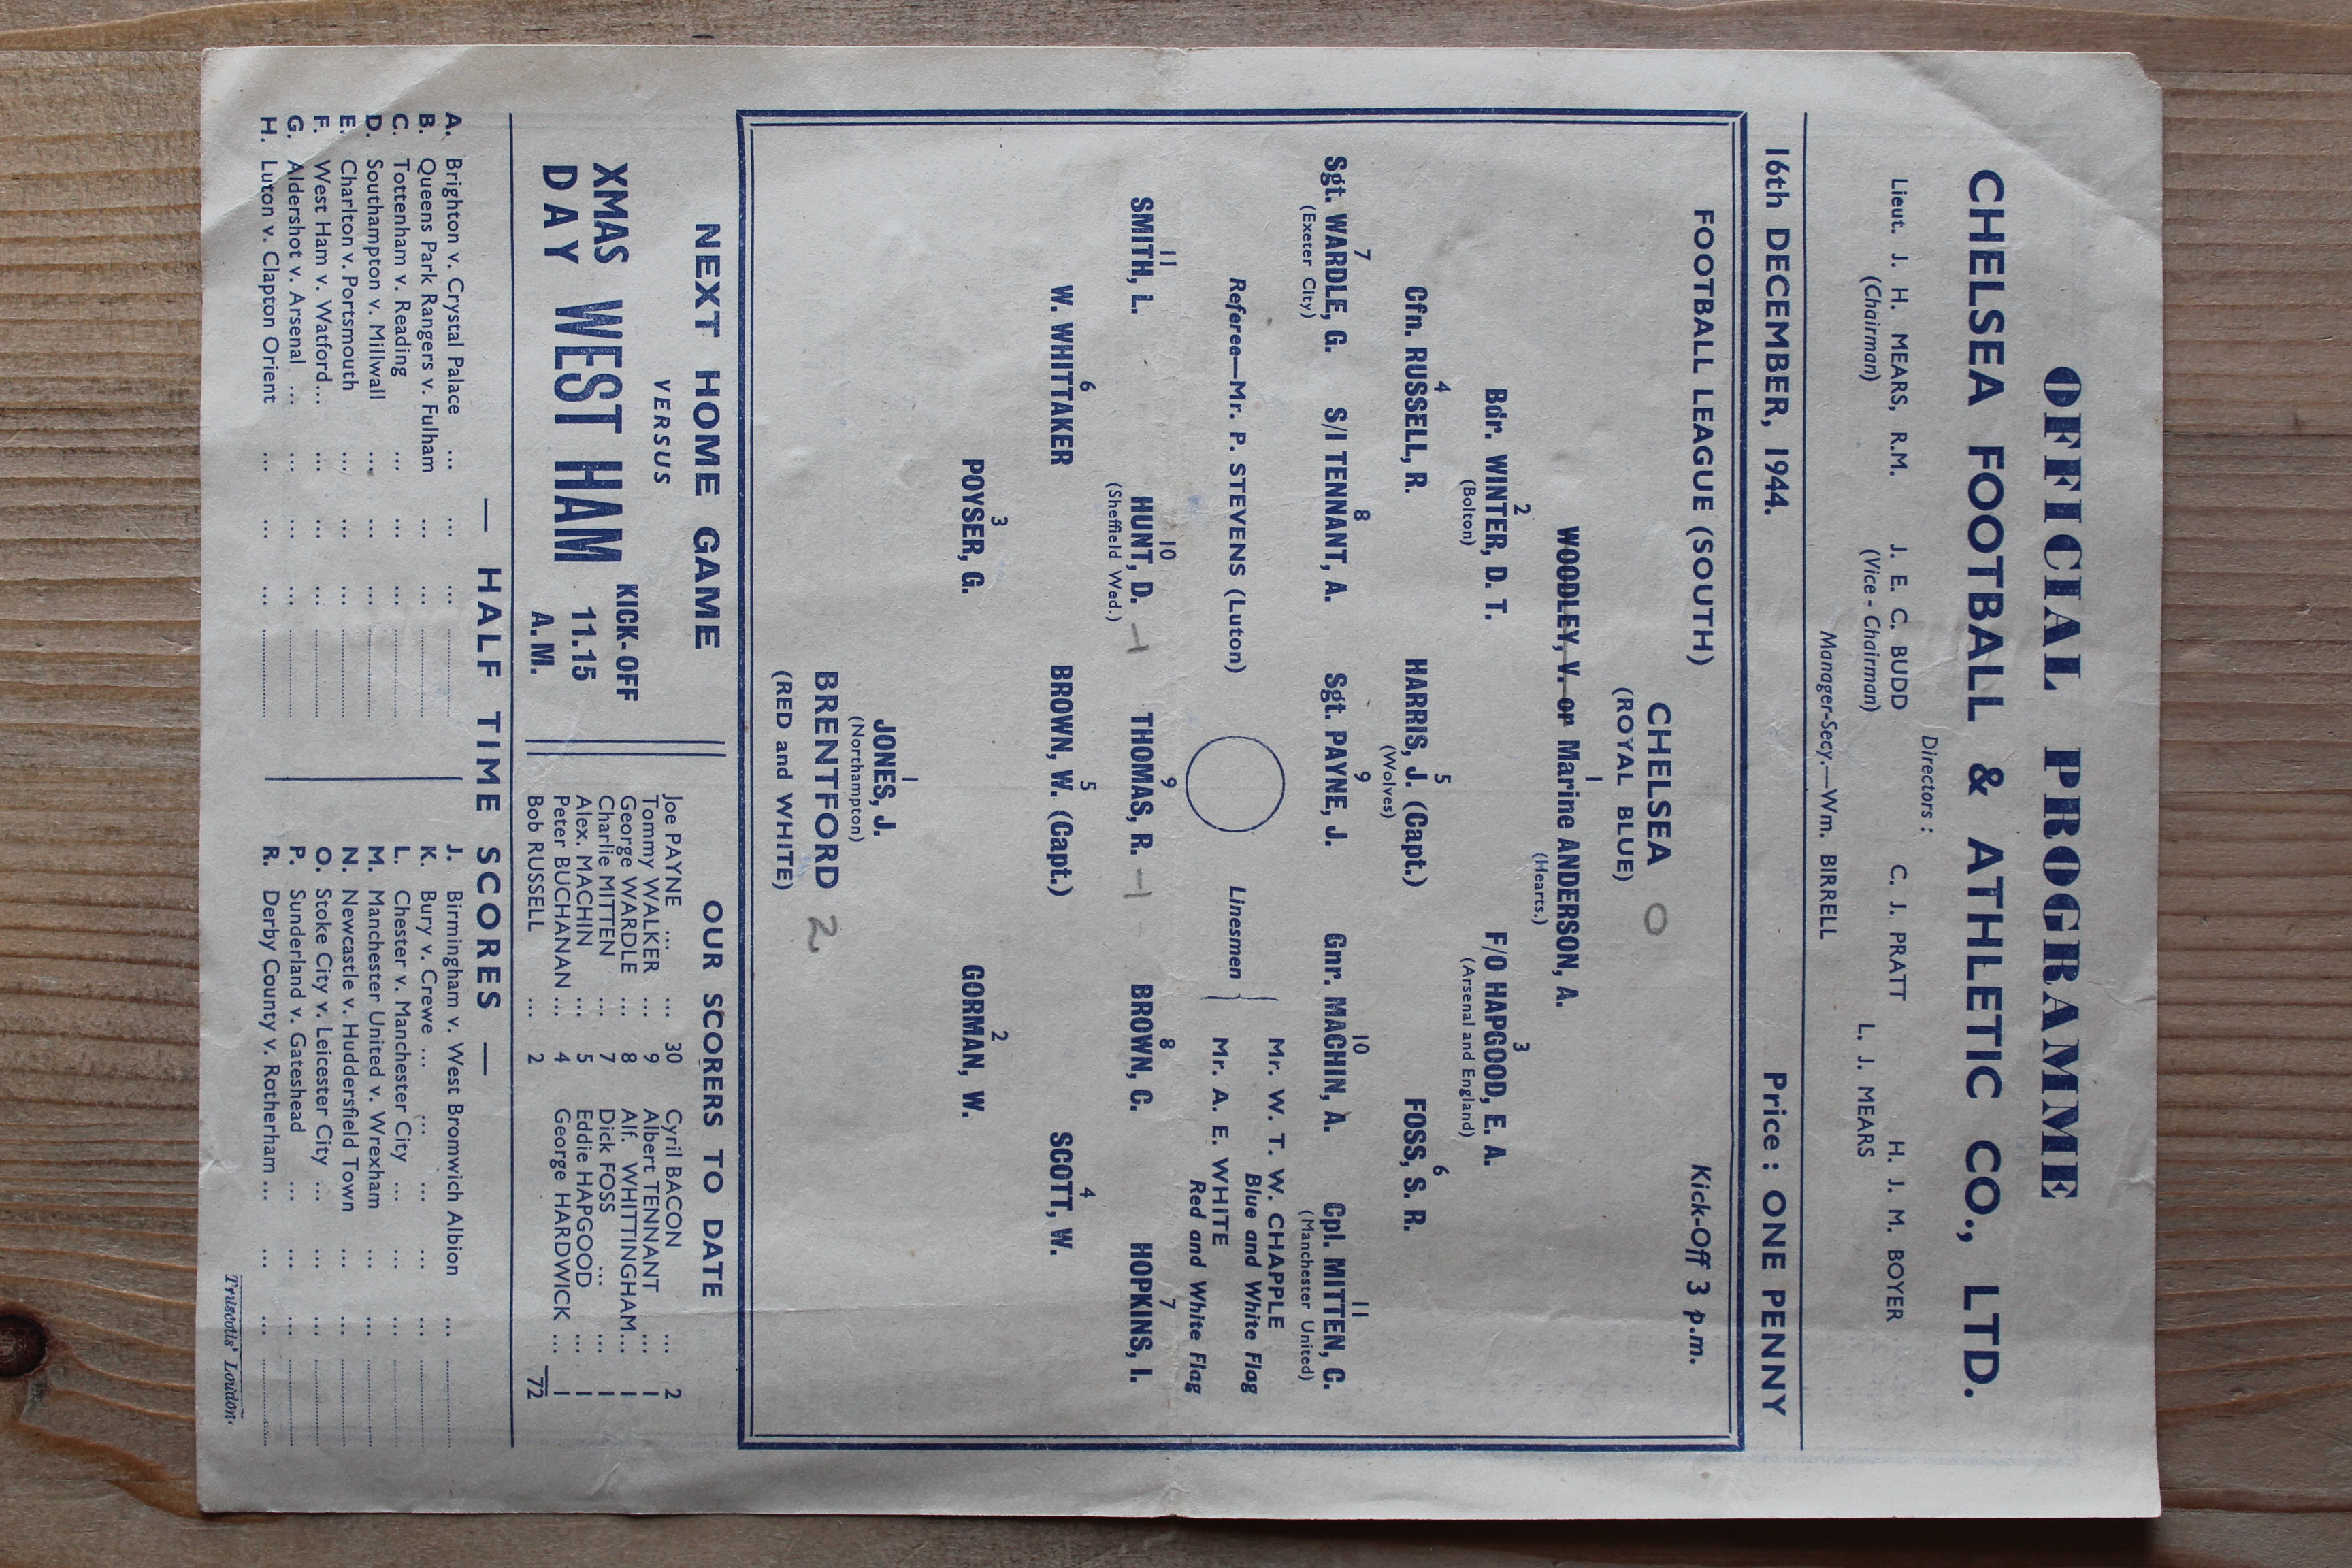 OFFICIAL PROGRAMME
CHELSEA FOOTBALL & ATHLETIC CO., LTD.
Directors :
Lieut. J. H. MEARS, R.M. J. E. C. BUDD C. J. PRATT H. J. M. BOYER
(Chairman) (Vice - Chairman) L. J. MEARS
Manager-Secy.—Wm. BIRRELL
16th DECEMBER, 1944. Price : ONE PENNY
FOOTBALL LEAGUE (SOUTH) Kick-Off 3 p.m.
CHELSEA 0
(ROYAL BLUE)
1
WOODLEY, V. or Marine ANDERSON, A.
(Hearts.)
2 3
Bdr. WINTER, D. T. F/O HAPGOOD, E. A.
(Bolton) (Arsenal and England)
4 5 6
Cfn. RUSSELL, R. HARRIS, J. (Capt.) FOSS, S. R.
(Wolves)
7 8 9 10 11
Sgt. WARDLE, G. S/I TENNANT, A. Sgt. PAYNE, J. Gnr. MACHIN, A. Cpl. MITTEN, C.
(Exeter City) (Manchester United)
Mr. W. T. W. CHAPPLE
Blue and White Flag
Referee—Mr. P. STEVENS (Luton) Linesmen
Mr. A. E. WHITE
Red and White Flag
11 10 9 8 7
SMITH, L. HUNT, D. -1 THOMAS, R. -1 BROWN, C. HOPKINS, I.
(Sheffield Wed.)
6 5 4
W. WHITTAKER BROWN, W. (Capt.) SCOTT, W.
3 2
POYSER, G. GORMAN, W.
1
JONES, J.
(Northampton)
BRENTFORD 2
(RED and WHITE)
NEXT HOME GAME
VERSUS
XMAS DAY WEST HAM KICK-OFF 11.15 A.M.
OUR SCORERS TO DATE
Joe PAYNE ... ... 30 Cyril BACON ... 2
Tommy WALKER ... 9 Albert TENNANT ... 1
George WARDLE ... 8 Alf. WHITTINGHAM... 1
Charlie MITTEN ... 7 Dick FOSS ... ... 1
Alex. MACHIN ... 5 Eddie HAPGOOD ... 1
Peter BUCHANAN ... 4 George HARDWICK ... 1
Bob RUSSELL ... 2 72
— HALF TIME SCORES —
A. Brighton v. Crystal Palace ... ... ...
B. Queens Park Rangers v. Fulham ... ...
C. Tottenham v. Reading ... ... ...
D. Southampton v. Millwall ... ... ...
E. Charlton v. Portsmouth ... ... ...
F. West Ham v. Watford... ... ... ...
G. Aldershot v. Arsenal ... ... ... ...
H. Luton v. Clapton Orient ... ... ...
J. Birmingham v. West Bromwich Albion ...
K. Bury v. Crewe ... ... ... ... ...
L. Chester v. Manchester City ... ... ...
M. Manchester United v. Wrexham ... ...
N. Newcastle v. Huddersfield Town ... ...
O. Stoke City v. Leicester City ... ... ...
P. Sunderland v. Gateshead ... ... ...
R. Derby County v. Rotherham ... ... ...
Truscotts' London.